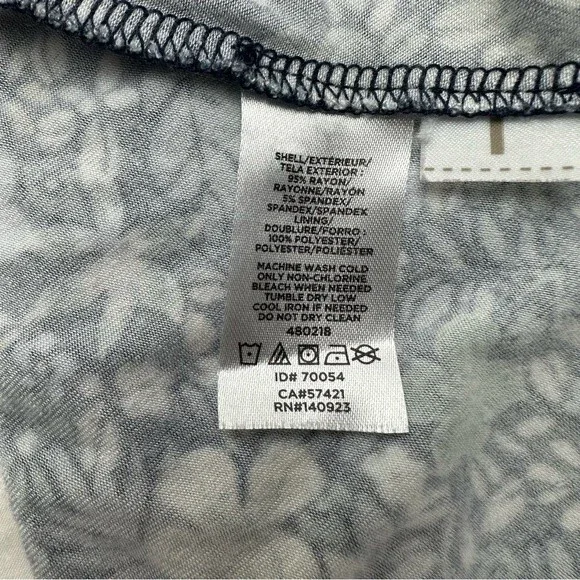 SHELL/EXTÉRIEUR/
TELA EXTERIOR :
95% RAYON/
RAYONNE/RAYÓN
5% SPANDEX/
SPANDEX/SPANDEX
LINING/
DOUBLURE/FORRO :
100% POLYESTER/
POLYESTER/POLIÉSTER
MACHINE WASH COLD
ONLY NON-CHLORINE
BLEACH WHEN NEEDED
TUMBLE DRY LOW
COOL IRON IF NEEDED
DO NOT DRY CLEAN
480218
ID# 70054
CA#57421
RN#140923